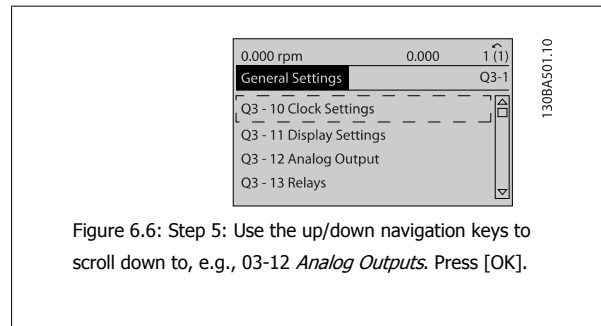 0.000 rpm 0.000 1 (1)
General Settings Q3-1
Q3 - 10 Clock Settings
Q3 - 11 Display Settings
Q3 - 12 Analog Output
Q3 - 13 Relays
130BA501.10
Figure 6.6: Step 5: Use the up/down navigation keys to
scroll down to, e.g., 03-12 Analog Outputs. Press [OK].